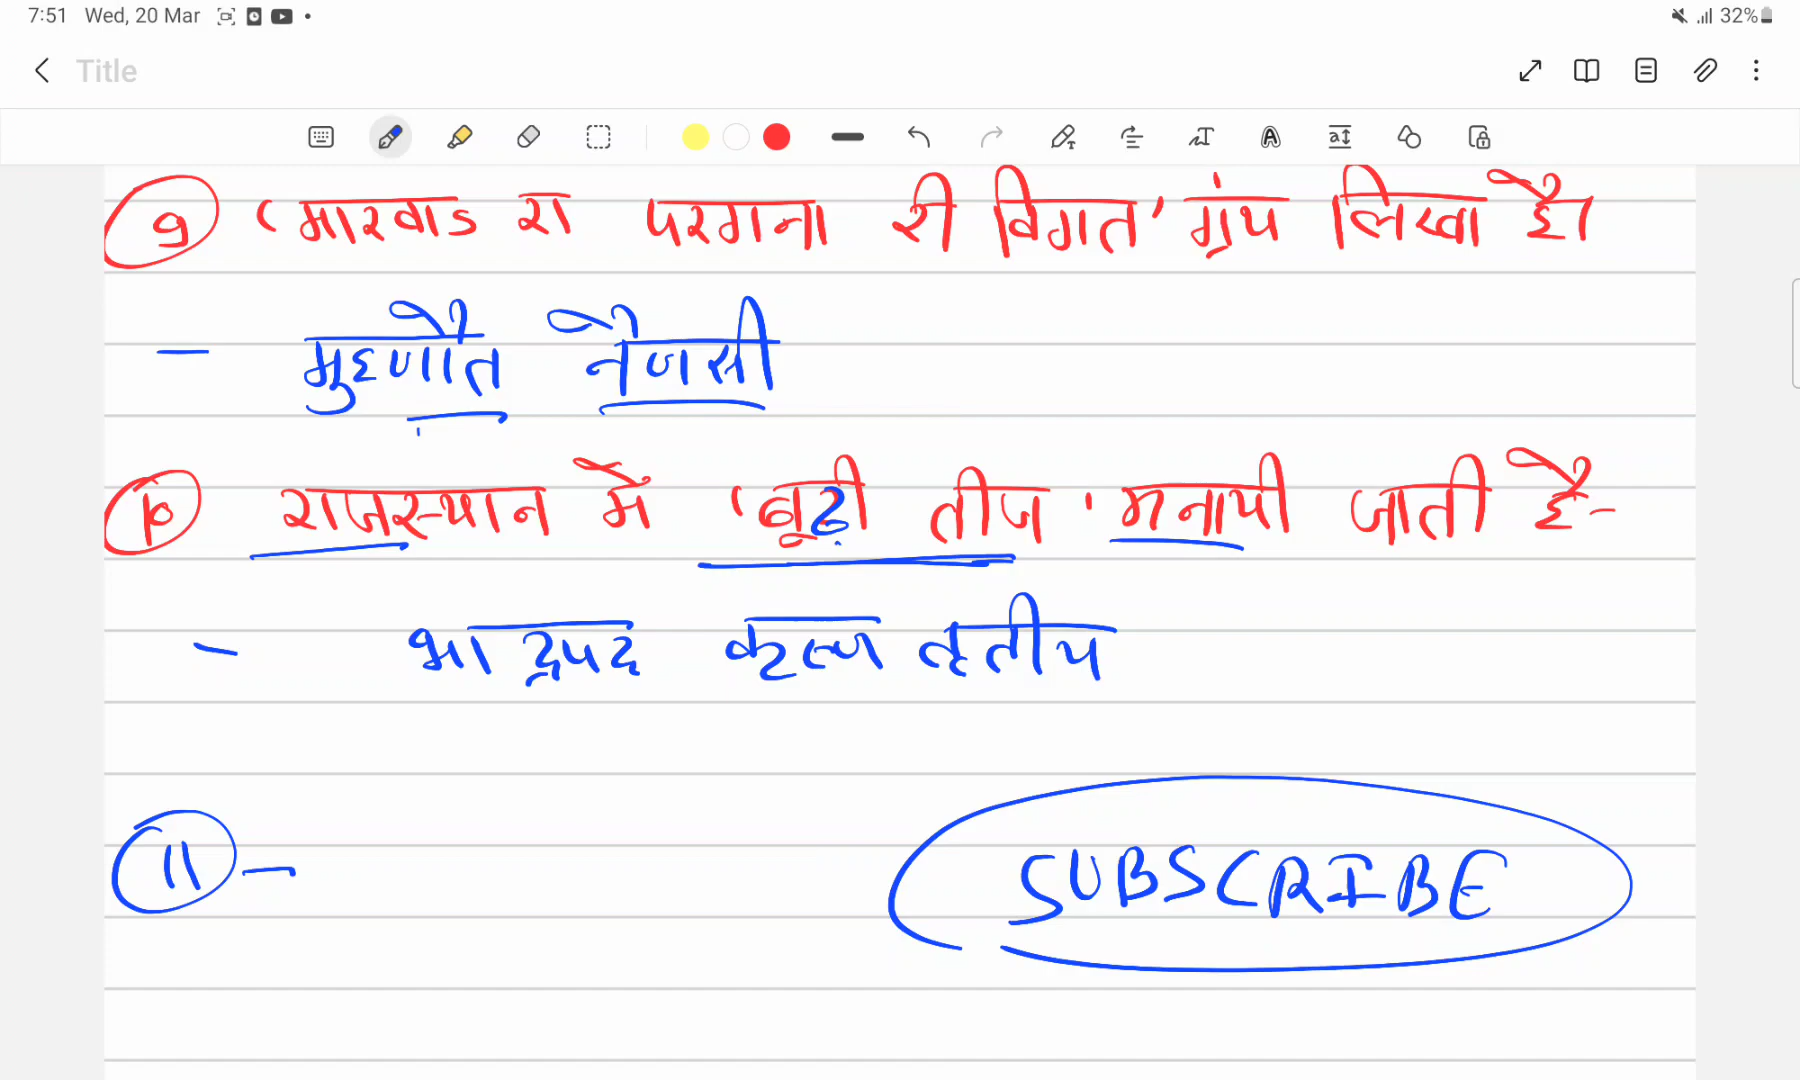 7:51 Wed, 20 Mar 32%
Title
9 'मारवाड रा परगना री विगत' ग्रंथ लिखा है।
- मुहणौत नैणसी
10 राजस्थान में 'बुढ़ी तीज' मनायी जाती है-
- भाद्रपद कृष्ण तृतीय
11 -
SUBSCRIBE